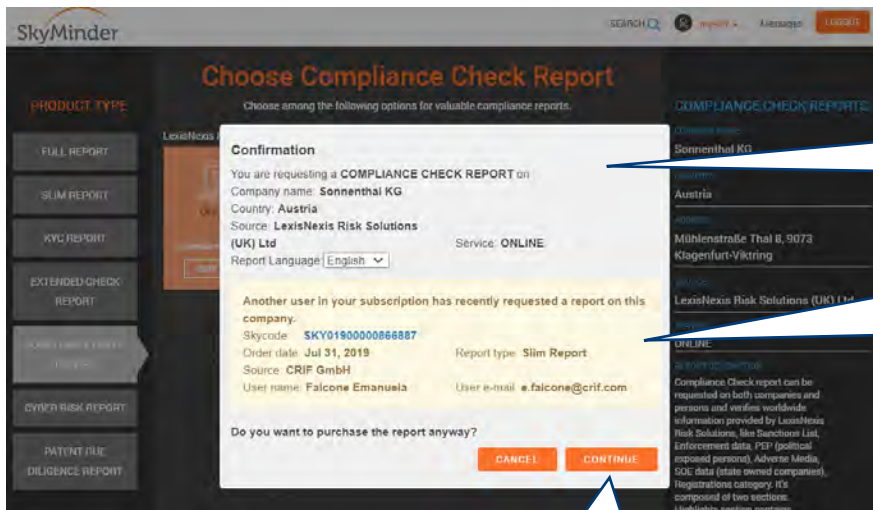 SkyMinder
SEARCH
Messages
LOGOUT
Choose Compliance Check Report
Choose among the following options for valuable compliance reports.
PRODUCT TYPE
FULL REPORT
SLIM REPORT
KYC REPORT
EXTENDED CHECK
REPORT
CYBER RISK REPORT
PATENT DUE
DILIGENCE REPORT
LexisNexis
Confirmation
You are requesting a COMPLIANCE CHECK REPORT on
Company name: Sonnenthal KG
Country: Austria
Source: LexisNexis Risk Solutions
(UK) Ltd Service: ONLINE
Report Language: English
Another user in your subscription has recently requested a report on this
company.
Skycode SKY01900000866887
Order date: Jul 31, 2019 Report type: Slim Report
Source: CRIF GmbH
User name: Falcone Emanuela User e-mail: e.falcone@crif.com
Do you want to purchase the report anyway?
CANCEL CONTINUE
COMPLIANCE CHECK REPORTS
Sonnenthal KG
Austria
Mühlenstraße Thal 8, 9073
Klagenfurt-Viktring
LexisNexis Risk Solutions (UK) Ltd
ONLINE
Compliance Check report can be
requested on both companies and
persons and verifies worldwide
information provided by LexisNexis
Risk Solutions, like Sanctions List,
Enforcement data, PEP (political
exposed persons), Adverse Media,
SOE data (state owned companies),
Registrations category. It's
composed of two sections.
Highlights section contains